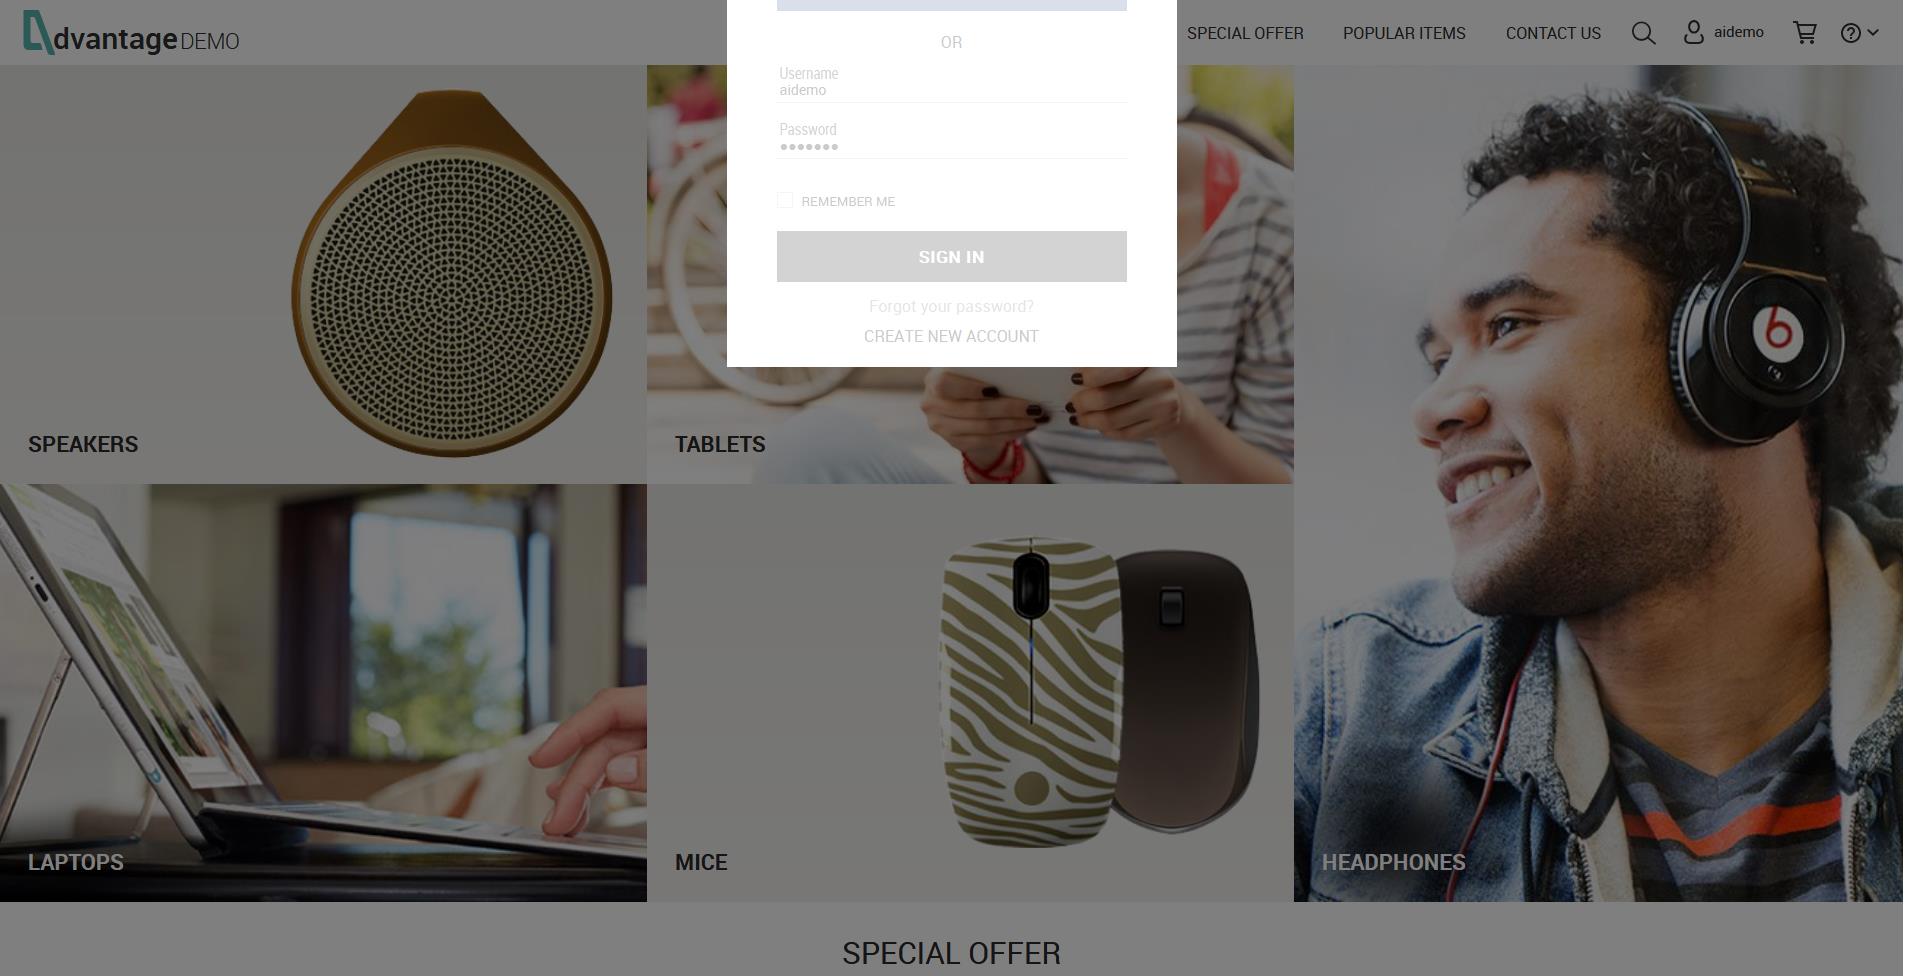 dvantage DEMO
SPECIAL OFFER
POPULAR ITEMS
CONTACT US
aidemo
OR
Username
aidemo
Password
•••••••
REMEMBER ME
SIGN IN
Forgot your password?
CREATE NEW ACCOUNT
SPEAKERS
TABLETS
LAPTOPS
MICE
HEADPHONES
SPECIAL OFFER